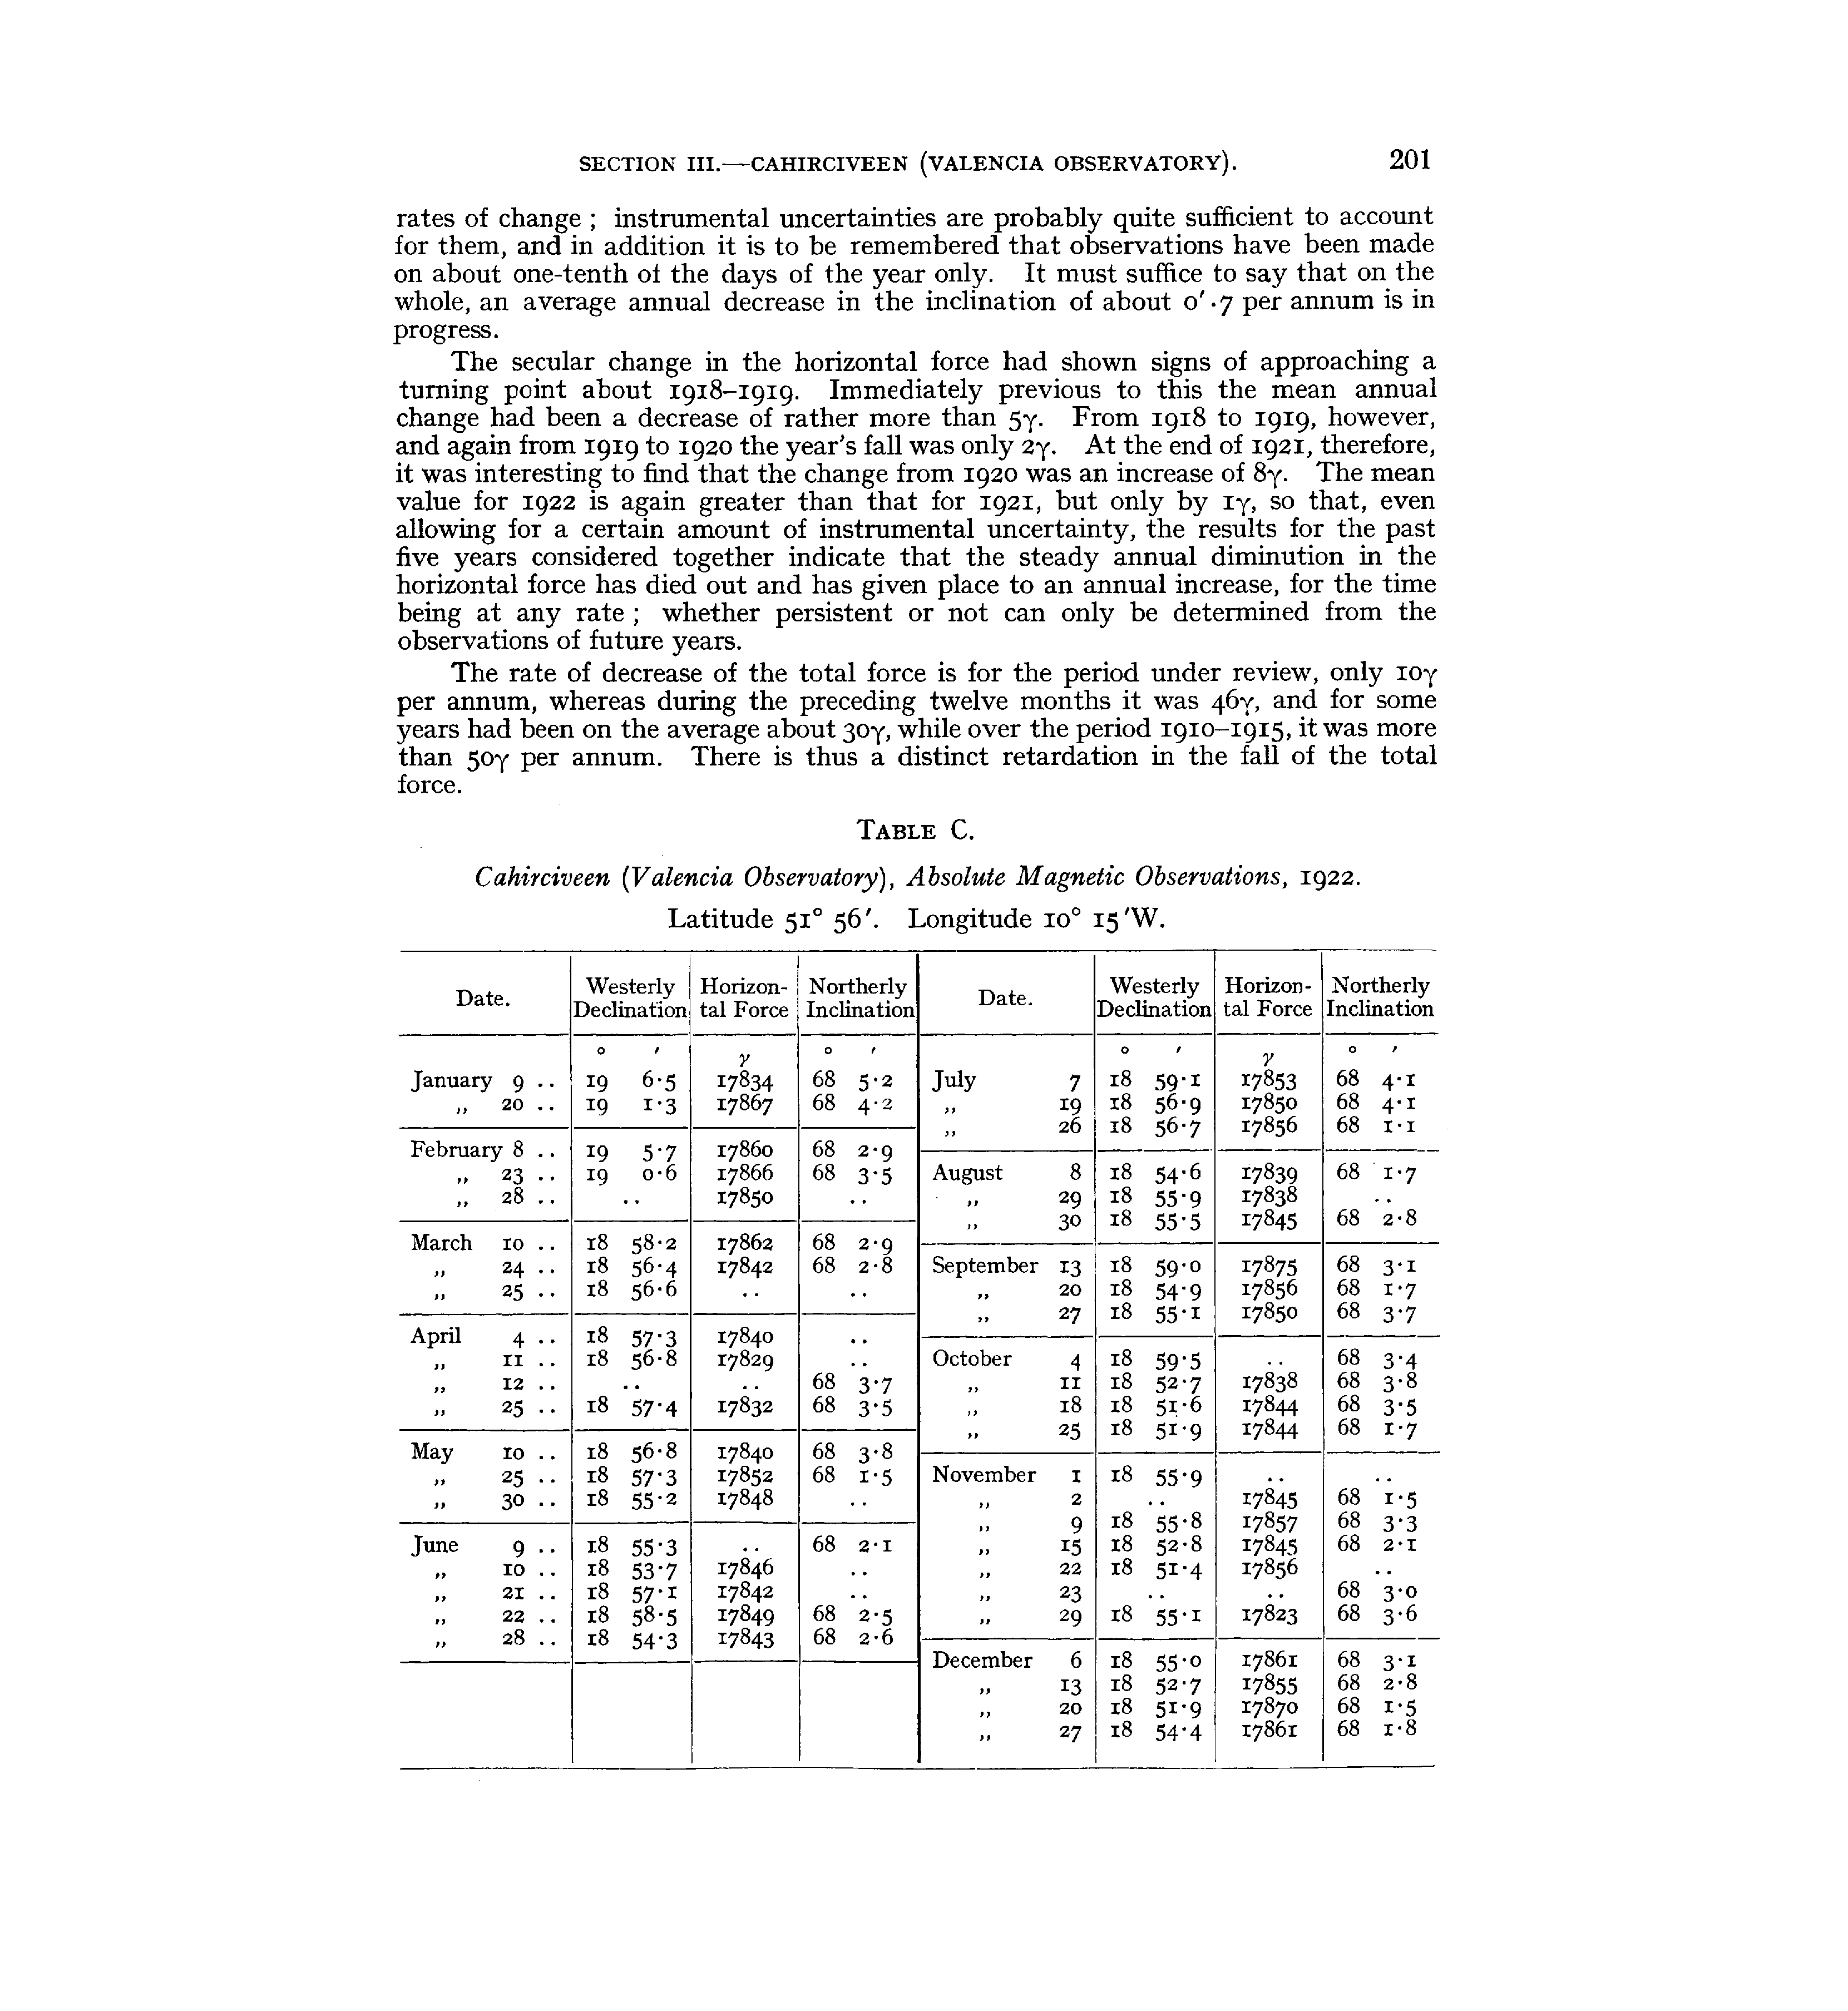 SECTION III.—CAHIRCIVEEN (VALENCIA OBSERVATORY). 201
rates of change ; instrumental uncertainties are probably quite sufficient to account
for them, and in addition it is to be remembered that observations have been made
on about one-tenth of the days of the year only. It must suffice to say that on the
whole, an average annual decrease in the inclination of about 0′·7 per annum is in
progress.
The secular change in the horizontal force had shown signs of approaching a
turning point about 1918–1919. Immediately previous to this the mean annual
change had been a decrease of rather more than 5γ. From 1918 to 1919, however,
and again from 1919 to 1920 the year's fall was only 2γ. At the end of 1921, therefore,
it was interesting to find that the change from 1920 was an increase of 8γ. The mean
value for 1922 is again greater than that for 1921, but only by 1γ, so that, even
allowing for a certain amount of instrumental uncertainty, the results for the past
five years considered together indicate that the steady annual diminution in the
horizontal force has died out and has given place to an annual increase, for the time
being at any rate ; whether persistent or not can only be determined from the
observations of future years.
The rate of decrease of the total force is for the period under review, only 10γ
per annum, whereas during the preceding twelve months it was 46γ, and for some
years had been on the average about 30γ, while over the period 1910–1915, it was more
than 50γ per annum. There is thus a distinct retardation in the fall of the total
force.
TABLE C.
Cahirciveen (Valencia Observatory), Absolute Magnetic Observations, 1922.
Latitude 51° 56′. Longitude 10° 15′W.
Date. Westerly Declination Horizon-tal Force Northerly Inclination
° ′ γ ° ′
January 9 .. 19 6·5 17834 68 5·2
,, 20 .. 19 1·3 17867 68 4·2
February 8 .. 19 5·7 17860 68 2·9
,, 23 .. 19 0·6 17866 68 3·5
,, 28 .. .. 17850 ..
March 10 .. 18 58·2 17862 68 2·9
,, 24 .. 18 56·4 17842 68 2·8
,, 25 .. 18 56·6 .. ..
April 4 .. 18 57·3 17840 ..
,, 11 .. 18 56·8 17829 ..
,, 12 .. .. .. 68 3·7
,, 25 .. 18 57·4 17832 68 3·5
May 10 .. 18 56·8 17840 68 3·8
,, 25 .. 18 57·3 17852 68 1·5
,, 30 .. 18 55·2 17848 ..
June 9 .. 18 55·3 .. 68 2·1
,, 10 .. 18 53·7 17846 ..
,, 21 .. 18 57·1 17842 ..
,, 22 .. 18 58·5 17849 68 2·5
,, 28 .. 18 54·3 17843 68 2·6
Date. Westerly Declination Horizon-tal Force Northerly Inclination
° ′ γ ° ′
July 7 18 59·1 17853 68 4·1
,, 19 18 56·9 17850 68 4·1
,, 26 18 56·7 17856 68 1·1
August 8 18 54·6 17839 68 1·7
,, 29 18 55·9 17838 ..
,, 30 18 55·5 17845 68 2·8
September 13 18 59·0 17875 68 3·1
,, 20 18 54·9 17856 68 1·7
,, 27 18 55·1 17850 68 3·7
October 4 18 59·5 .. 68 3·4
,, 11 18 52·7 17838 68 3·8
,, 18 18 51·6 17844 68 3·5
,, 25 18 51·9 17844 68 1·7
November 1 18 55·9 .. ..
,, 2 .. 17845 68 1·5
,, 9 18 55·8 17857 68 3·3
,, 15 18 52·8 17845 68 2·1
,, 22 18 51·4 17856 ..
,, 23 .. .. 68 3·0
,, 29 18 55·1 17823 68 3·6
December 6 18 55·0 17861 68 3·1
,, 13 18 52·7 17855 68 2·8
,, 20 18 51·9 17870 68 1·5
,, 27 18 54·4 17861 68 1·8